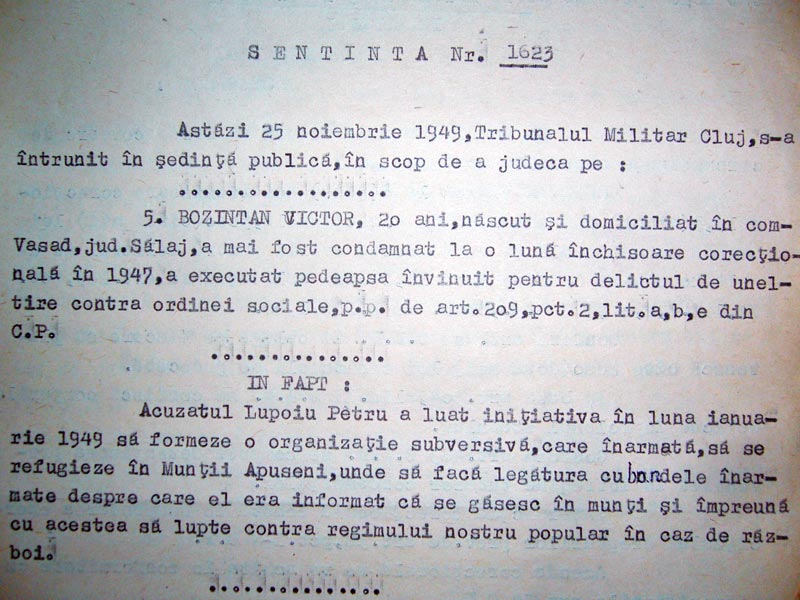 S E N T I N T A Nr. 1623
Astăzi 25 noiembrie 1949, Tribunalul Militar Cluj, s-a
întrunit în şedinţă publică, în scop de a judeca pe :
..................
5. BOZINTAN VICTOR, 20 ani, născut şi domiciliat în com-
Vasad, jud. Sălaj, a mai fost condamnat la o lună închisoare corecţio-
nală în 1947, a executat pedeapsa învinuit pentru delictul de unel-
tire contra ordinei sociale, p.p. de art. 209, pct. 2, lit. a, b, e din
C.P.
...............
IN FAPT :
Acuzatul Lupoiu Petru a luat iniţiativa în luna ianua-
rie 1949 să formeze o organizaţie subversivă, care înarmată, să se
refugieze în Munţii Apuseni, unde să facă legătura cu bandele înar-
mate despre care el era informat că se găsesc în munţi şi împreună
cu acestea să lupte contra regimului nostru popular în caz de răz-
boi.
...............